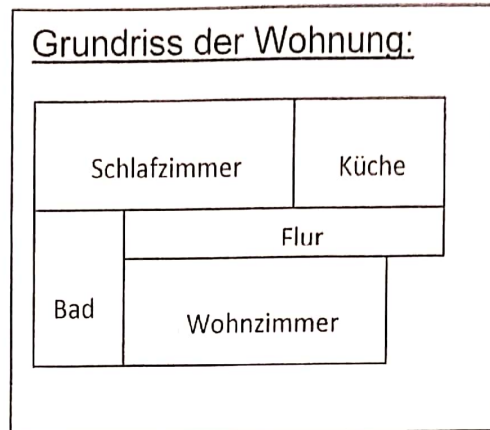 Grundriss der Wohnung:
Schlafzimmer
Küche
Flur
Bad
Wohnzimmer